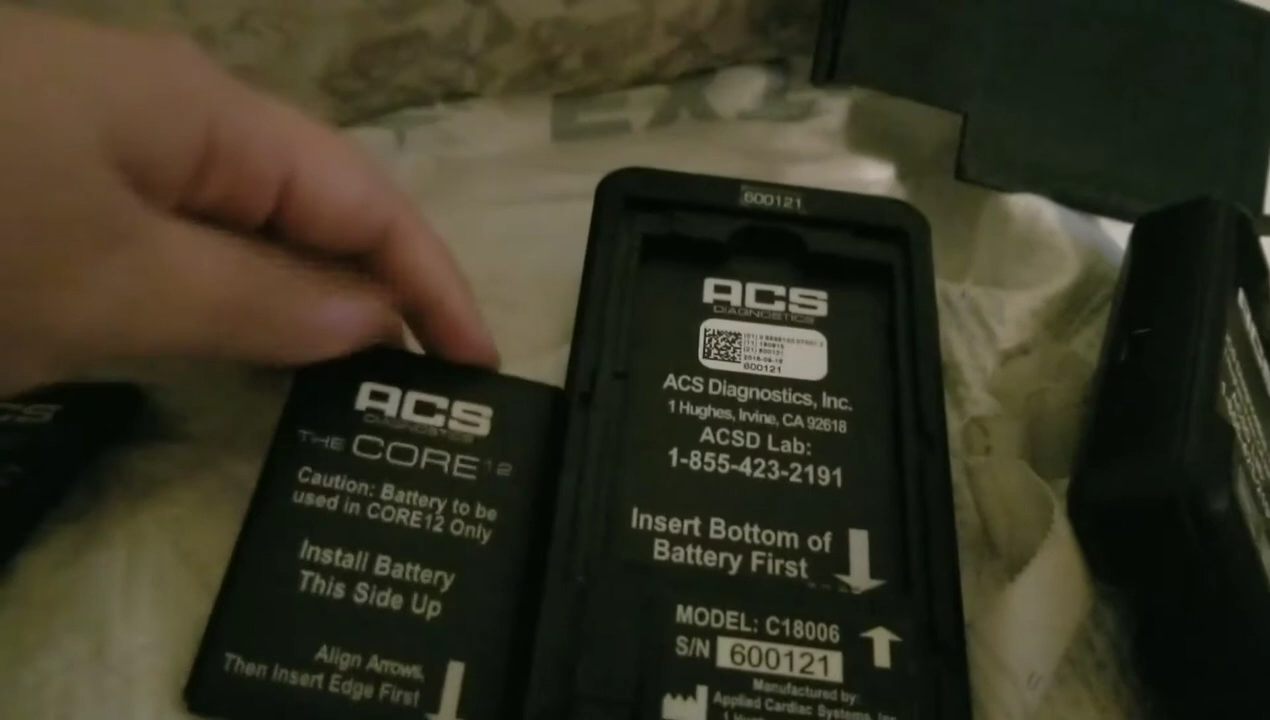 600121
ACS
DIAGNOSTICS
600121
ACS Diagnostics, Inc.
1 Hughes, Irvine, CA 92618
ACSD Lab:
1-855-423-2191
Insert Bottom of
Battery First
MODEL: C18006
S/N 600121
Manufactured by:
Applied Cardiac Systems, Inc.
ACS
DIAGNOSTICS
THE CORE12
Caution: Battery to be
used in CORE12 Only
Install Battery
This Side Up
Align Arrows,
Then Insert Edge First